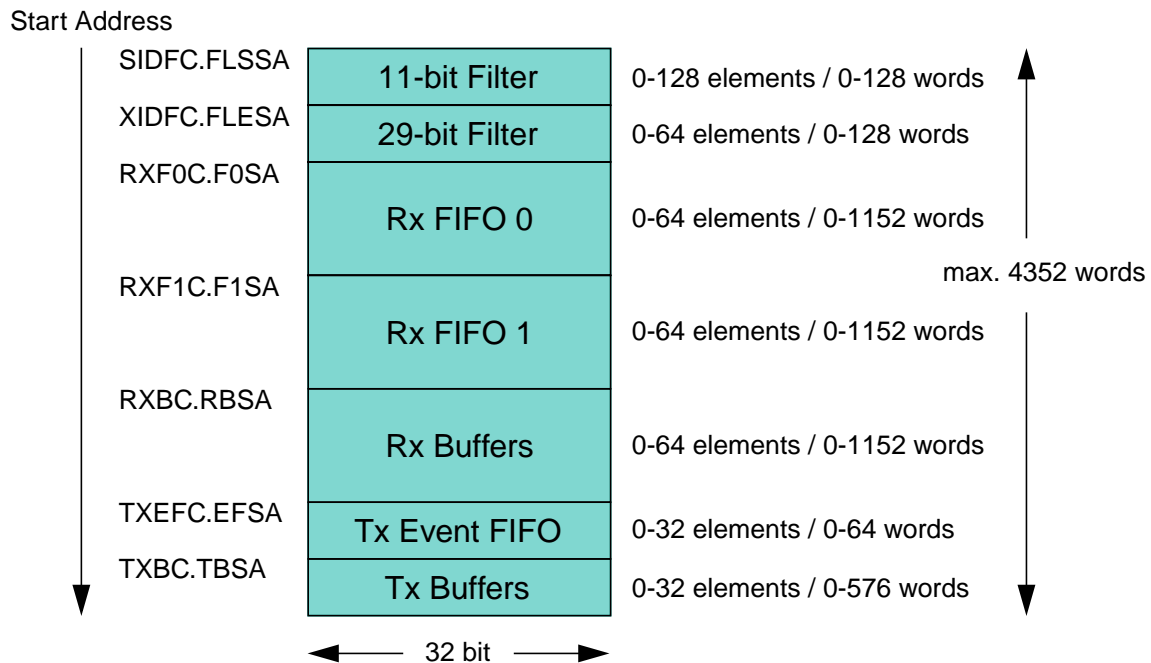 Start Address
SIDFC.FLSSA
11-bit Filter
0-128 elements / 0-128 words
XIDFC.FLESA
29-bit Filter
0-64 elements / 0-128 words
RXF0C.F0SA
Rx FIFO 0
0-64 elements / 0-1152 words
max. 4352 words
RXF1C.F1SA
Rx FIFO 1
0-64 elements / 0-1152 words
RXBC.RBSA
Rx Buffers
0-64 elements / 0-1152 words
TXEFC.EFSA
Tx Event FIFO
0-32 elements / 0-64 words
TXBC.TBSA
Tx Buffers
0-32 elements / 0-576 words
32 bit